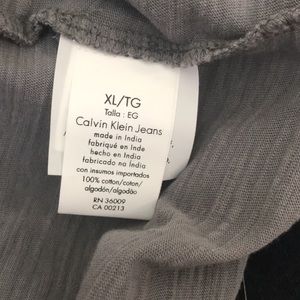 XL/TG
Talla : EG
Calvin Klein Jeans
made in India
fabriqué en Inde
hecho en India
fabricado na India
con insumos importados
100% cotton/coton/
algodón/algodão
RN 36009
CA 00213